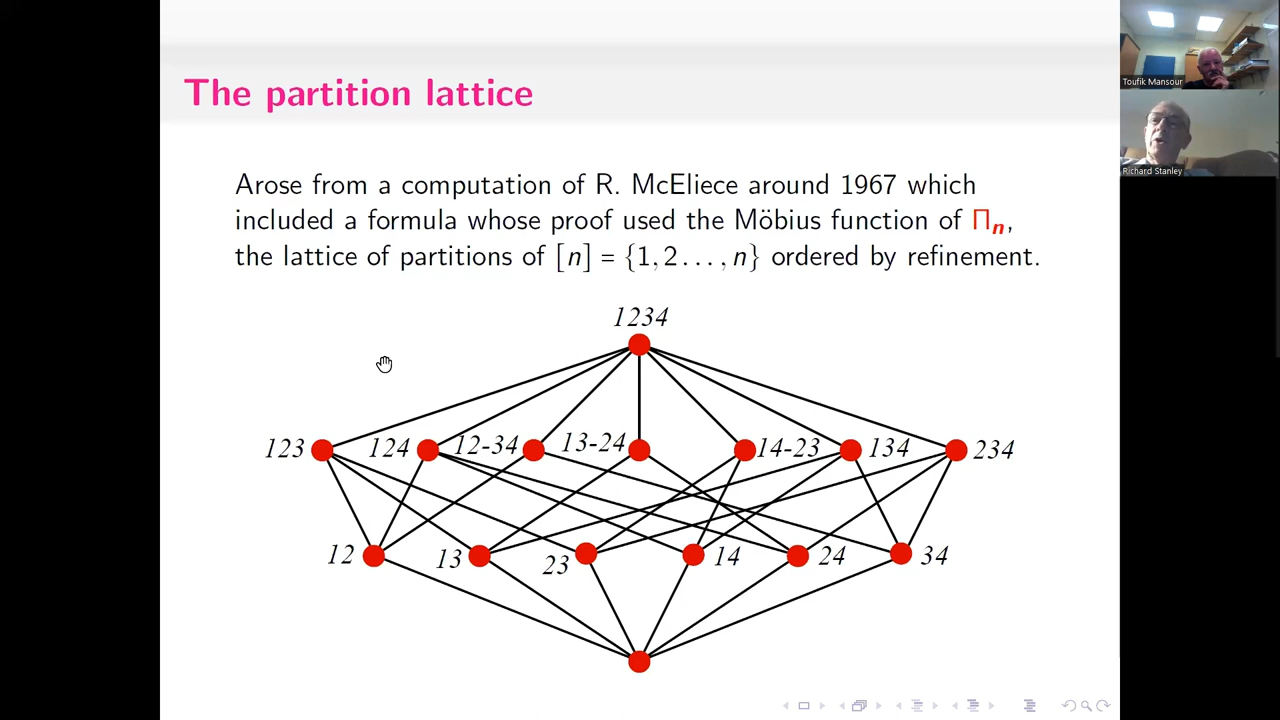 The partition lattice
Arose from a computation of R. McEliece around 1967 which
included a formula whose proof used the Möbius function of Πn,
the lattice of partitions of [n] = {1, 2 . . . , n} ordered by refinement.
1234
123 124 12-34 13-24 14-23 134 234
12 13 23 14 24 34
Toufik Mansour
Richard Stanley